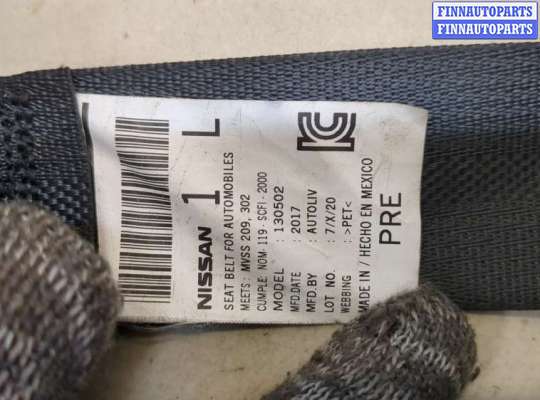 FINNAUTOPARTS
FINNAUTOPARTS
NISSAN 1 L
SEAT BELT FOR AUTOMOBILES
MEETS : MVSS 209, 302
CUMPLE: NOM-119-SCFI-2000
MODEL : 130502
MFD.DATE : 2017
MFD.BY : AUTOLIV
LOT NO. : 7/X/20
WEBBING : >PET<
MADE IN / HECHO EN MEXICO
PRE